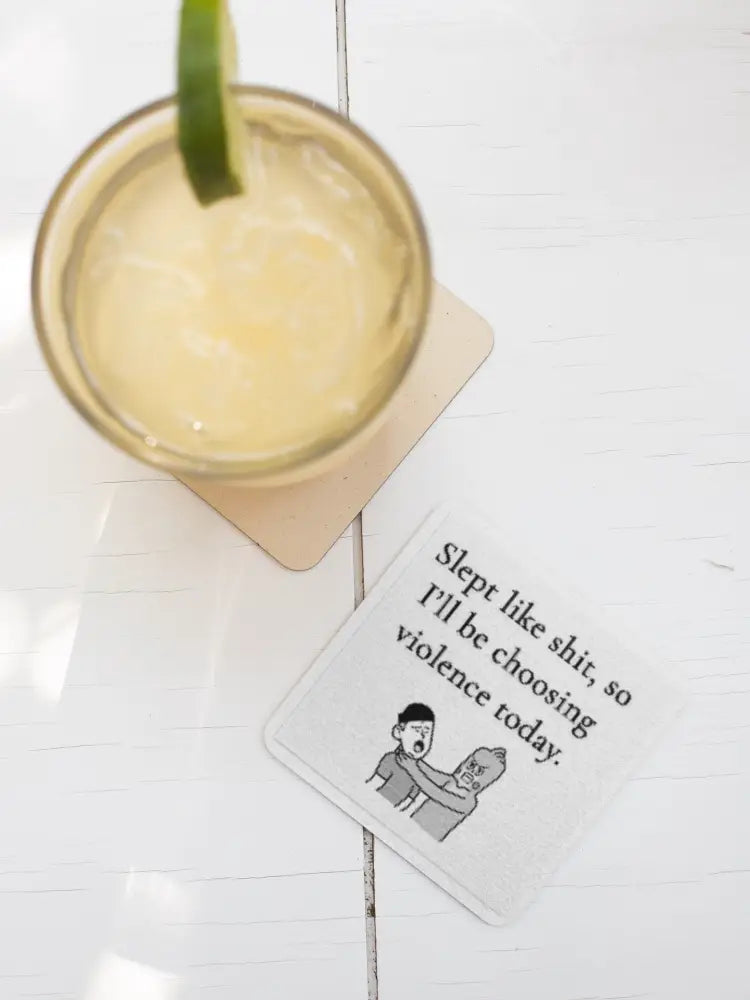 Slept like shit, so
I'll be choosing
violence today.